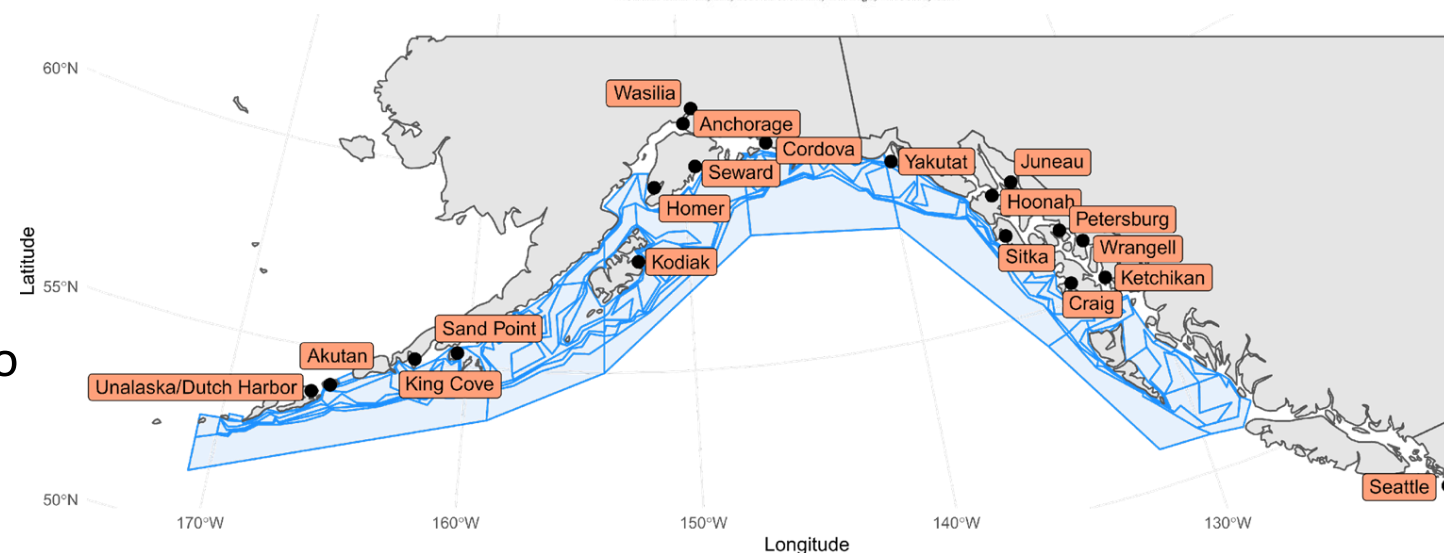 60°N
55°N
50°N
Latitude
Wasilia
Anchorage
Cordova
Seward
Homer
Kodiak
Yakutat
Juneau
Hoonah
Petersburg
Sitka
Wrangell
Ketchikan
Craig
Sand Point
Akutan
King Cove
Unalaska/Dutch Harbor
Seattle
170°W
160°W
150°W
140°W
130°W
Longitude